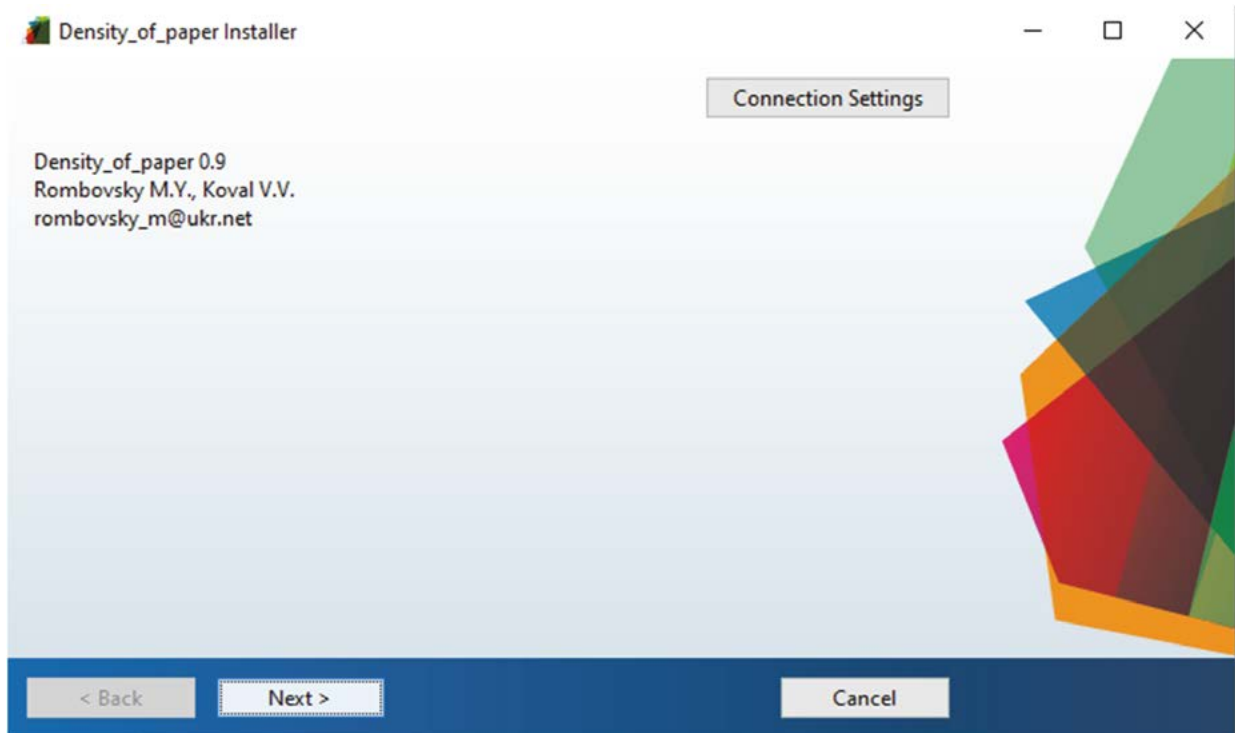 Density_of_paper Installer
Connection Settings
Density_of_paper 0.9
Rombovsky M.Y., Koval V.V.
rombovsky_m@ukr.net
< Back
Next >
Cancel